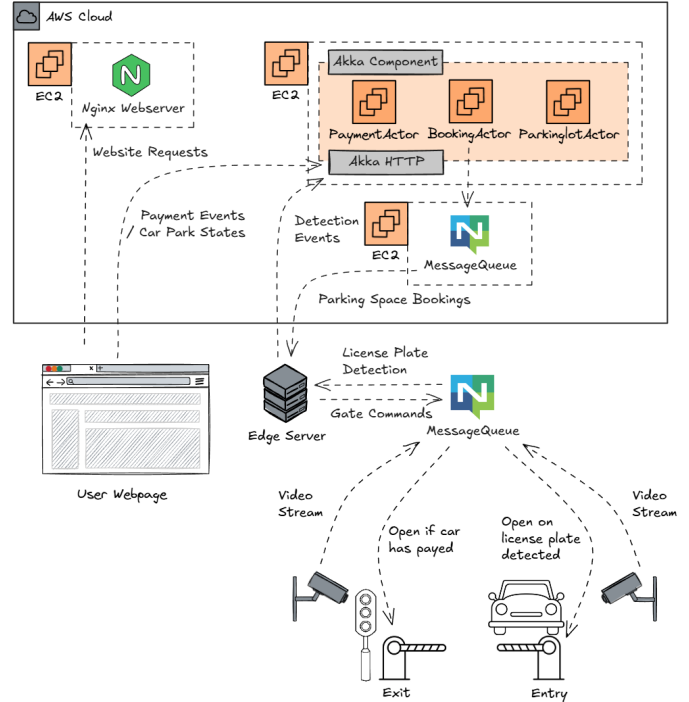 AWS Cloud
EC2
Nginx Webserver
EC2
Akka Component
PaymentActor
BookingActor
ParkinglotActor
Akka HTTP
Website Requests
Payment Events
/ Car Park States
Detection
Events
EC2
MessageQueue
Parking Space Bookings
x
+
User Webpage
License Plate
Detection
Gate Commands
Edge Server
MessageQueue
Video
Stream
Open if car
has payed
Open on
license plate
detected
Video
Stream
Exit
Entry